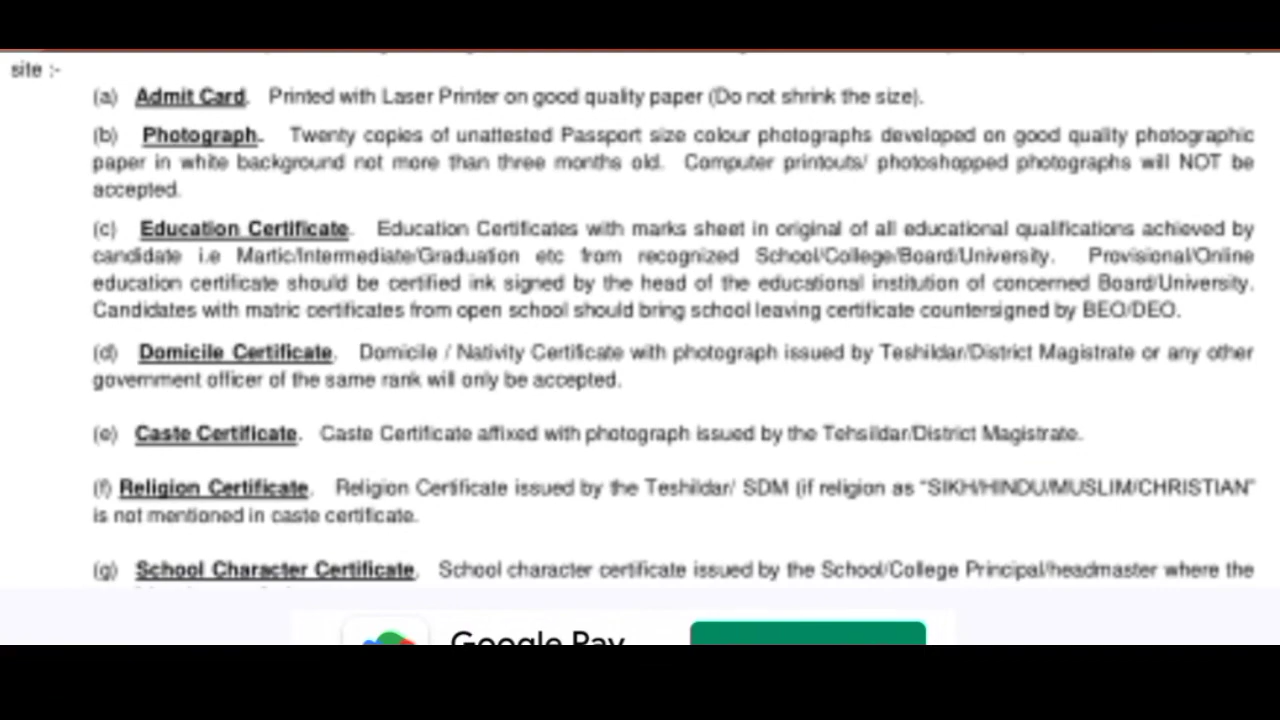 site :-
(a) Admit Card. Printed with Laser Printer on good quality paper (Do not shrink the size).
(b) Photograph. Twenty copies of unattested Passport size colour photographs developed on good quality photographic
paper in white background not more than three months old. Computer printouts/ photoshopped photographs will NOT be
accepted.
(c) Education Certificate. Education Certificates with marks sheet in original of all educational qualifications achieved by
candidate i.e Martic/Intermediate/Graduation etc from recognized School/College/Board/University. Provisional/Online
education certificate should be certified ink signed by the head of the educational institution of concerned Board/University.
Candidates with matric certificates from open school should bring school leaving certificate countersigned by BEO/DEO.
(d) Domicile Certificate. Domicile / Nativity Certificate with photograph issued by Teshildar/District Magistrate or any other
government officer of the same rank will only be accepted.
(e) Caste Certificate. Caste Certificate affixed with photograph issued by the Tehsildar/District Magistrate.
(f) Religion Certificate. Religion Certificate issued by the Teshildar/ SDM (if religion as "SIKH/HINDU/MUSLIM/CHRISTIAN"
is not mentioned in caste certificate.
(g) School Character Certificate. School character certificate issued by the School/College Principal/headmaster where the
Google Pay